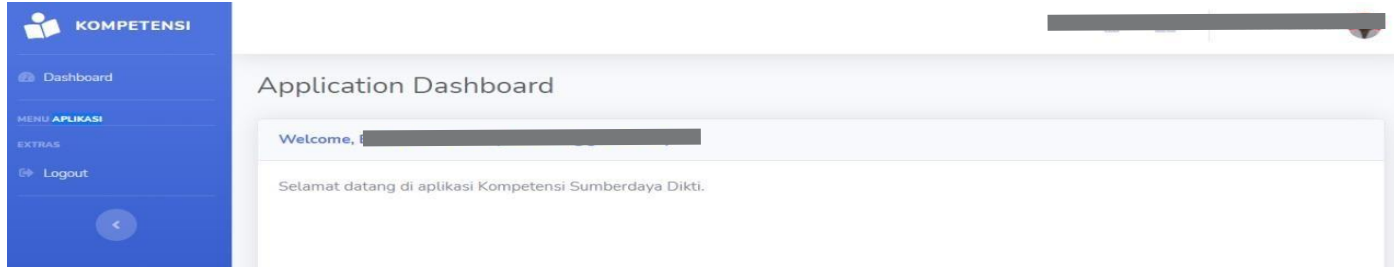 KOMPETENSI
Dashboard
MENU APLIKASI
EXTRAS
Logout
Application Dashboard
Welcome,
Selamat datang di aplikasi Kompetensi Sumberdaya Dikti.